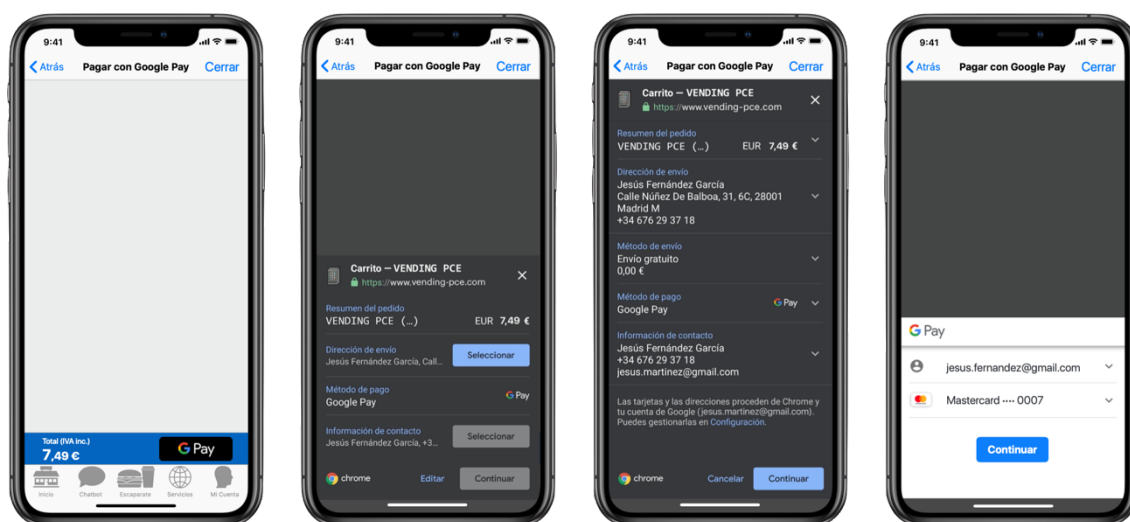 9:41
Atrás Pagar con Google Pay Cerrar
Total (IVA inc.)
7,49 €
G Pay
Inicio Chatbot Escaparate Servicios Mi Cuenta
9:41
Atrás Pagar con Google Pay Cerrar
Carrito – VENDING PCE
https://www.vending-pce.com
Resumen del pedido
VENDING PCE (…) EUR 7,49 €
Dirección de envío
Jesús Fernández García, Call... Seleccionar
Método de pago
Google Pay G Pay
Información de contacto
Jesús Fernández García, +3... Seleccionar
chrome Editar Continuar
9:41
Atrás Pagar con Google Pay Cerrar
Carrito – VENDING PCE
https://www.vending-pce.com
Resumen del pedido
VENDING PCE (…) EUR 7,49 €
Dirección de envío
Jesús Fernández García
Calle Núñez De Balboa, 31, 6C, 28001
Madrid M
+34 676 29 37 18
Método de envío
Envío gratuito
0,00 €
Método de pago
Google Pay G Pay
Información de contacto
Jesús Fernández García
+34 676 29 37 18
jesus.martinez@gmail.com
Las tarjetas y las direcciones proceden de Chrome y
tu cuenta de Google (jesus.martinez@gmail.com).
Puedes gestionarlas en Configuración.
chrome Cancelar Continuar
9:41
Atrás Pagar con Google Pay Cerrar
G Pay
jesus.fernandez@gmail.com
Mastercard ···· 0007
Continuar